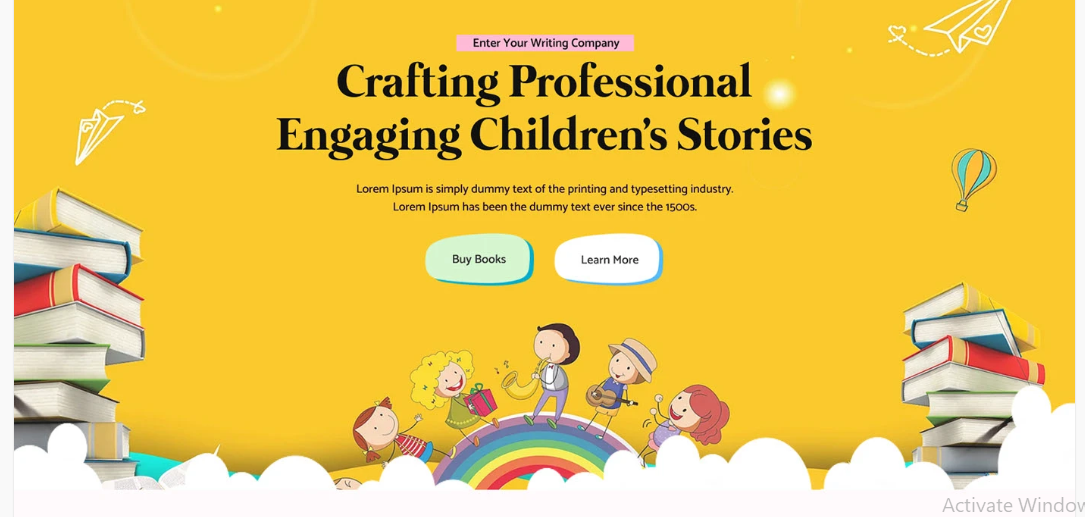 Enter Your Writing Company
Crafting Professional
Engaging Children's Stories
Lorem Ipsum is simply dummy text of the printing and typesetting industry.
Lorem Ipsum has been the dummy text ever since the 1500s.
Buy Books
Learn More
Activate Window